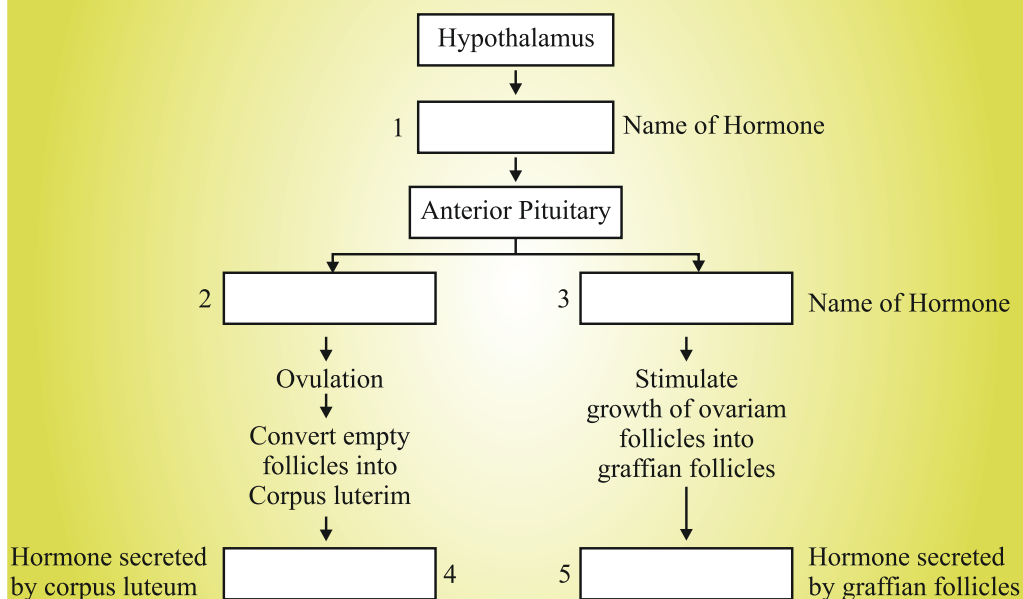 Hypothalamus
1
Name of Hormone
Anterior Pituitary
2
3
Name of Hormone
Ovulation
Convert empty
follicles into
Corpus luterim
Stimulate
growth of ovariam
follicles into
graffian follicles
Hormone secreted
by corpus luteum
4
5
Hormone secreted
by graffian follicles